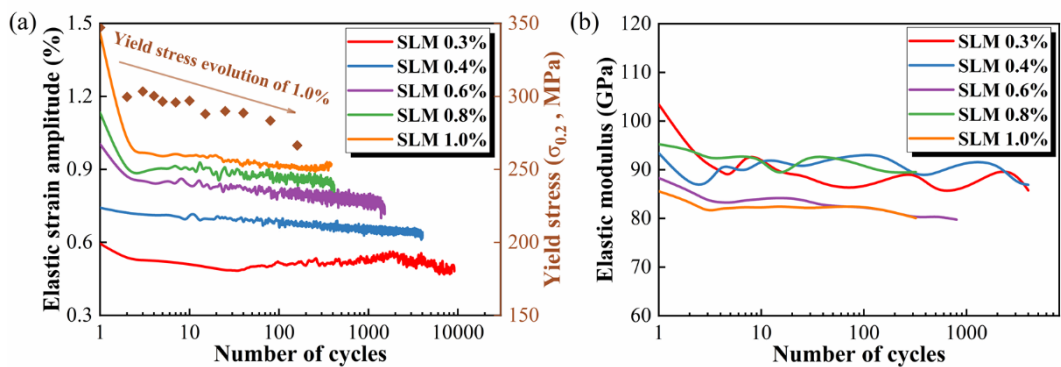 (a)
Elastic strain amplitude (%)
1.5
1.2
0.9
0.6
0.3
Yield stress evolution of 1.0%
SLM 0.3%
SLM 0.4%
SLM 0.6%
SLM 0.8%
SLM 1.0%
350
300
250
200
150
Yield stress (σ0.2 , MPa)
1
10
100
1000
10000
Number of cycles
(b)
Elastic modulus (GPa)
120
110
100
90
80
70
60
SLM 0.3%
SLM 0.4%
SLM 0.6%
SLM 0.8%
SLM 1.0%
1
10
100
1000
Number of cycles